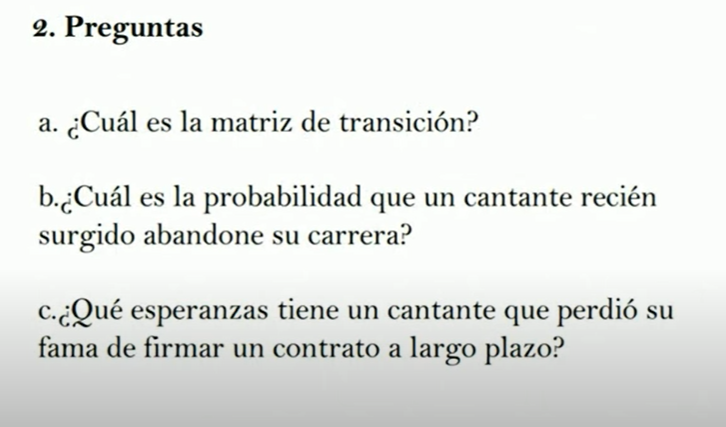 2. Preguntas
a. ¿Cuál es la matriz de transición?
b.¿Cuál es la probabilidad que un cantante recién
surgido abandone su carrera?
c.¿Qué esperanzas tiene un cantante que perdió su
fama de firmar un contrato a largo plazo?